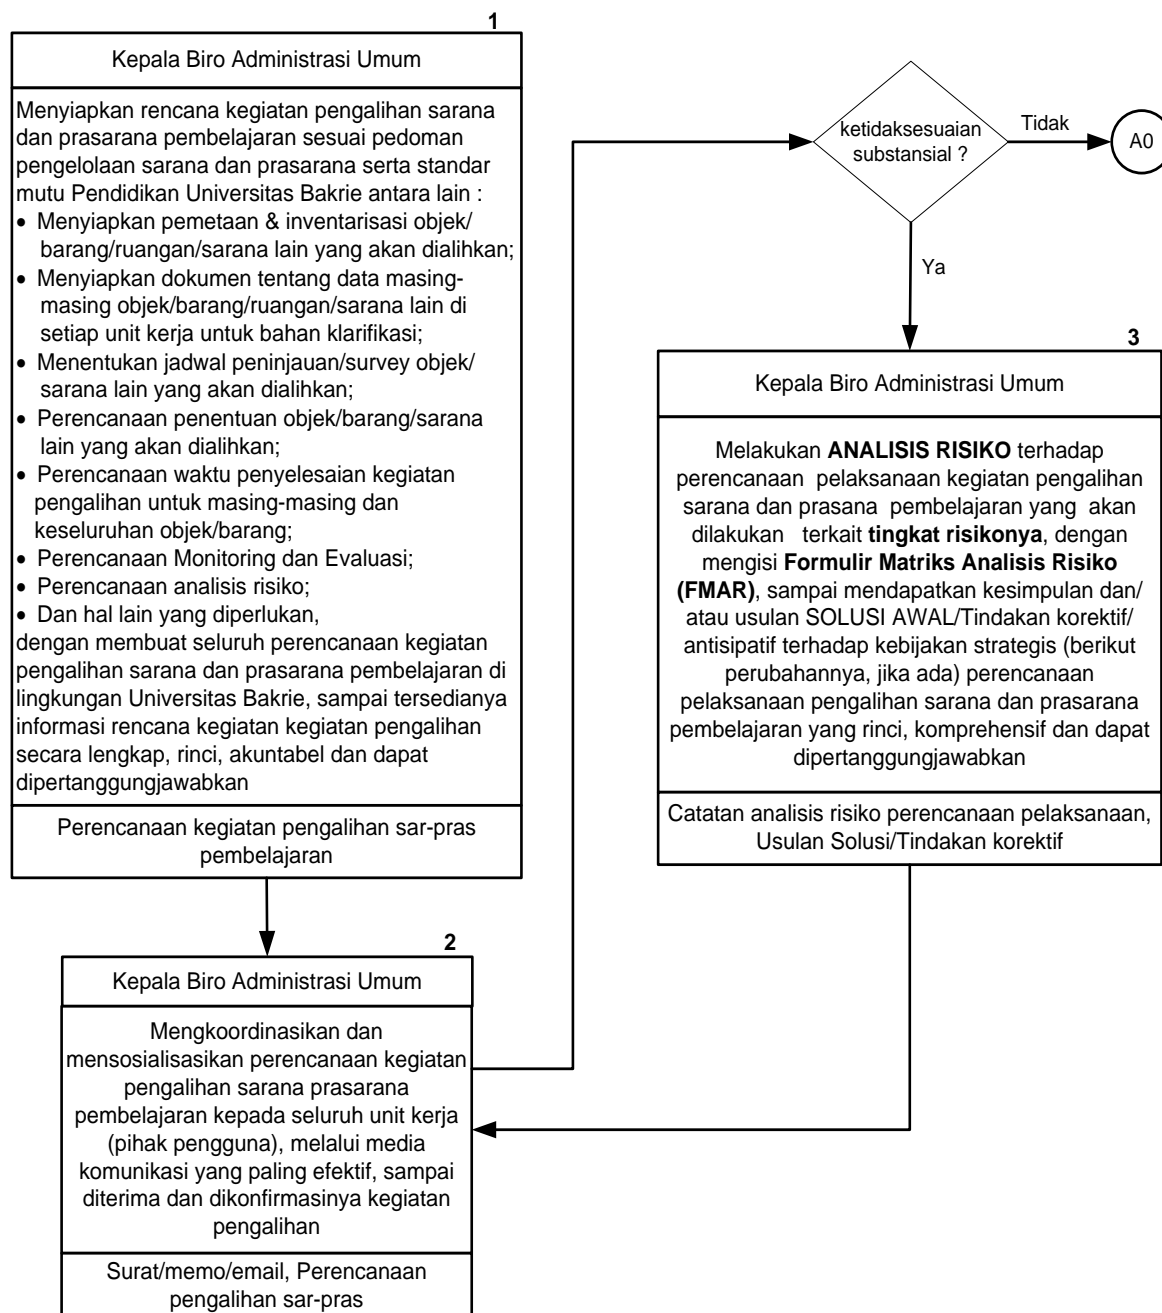 1
Kepala Biro Administrasi Umum
Menyiapkan rencana kegiatan pengalihan sarana
dan prasarana pembelajaran sesuai pedoman
pengelolaan sarana dan prasarana serta standar
mutu Pendidikan Universitas Bakrie antara lain :
• Menyiapkan pemetaan & inventarisasi objek/
barang/ruangan/sarana lain yang akan dialihkan;
• Menyiapkan dokumen tentang data masing-
masing objek/barang/ruangan/sarana lain di
setiap unit kerja untuk bahan klarifikasi;
• Menentukan jadwal peninjauan/survey objek/
sarana lain yang akan dialihkan;
• Perencanaan penentuan objek/barang/sarana
lain yang akan dialihkan;
• Perencanaan waktu penyelesaian kegiatan
pengalihan untuk masing-masing dan
keseluruhan objek/barang;
• Perencanaan Monitoring dan Evaluasi;
• Perencanaan analisis risiko;
• Dan hal lain yang diperlukan,
dengan membuat seluruh perencanaan kegiatan
pengalihan sarana dan prasarana pembelajaran di
lingkungan Universitas Bakrie, sampai tersedianya
informasi rencana kegiatan kegiatan pengalihan
secara lengkap, rinci, akuntabel dan dapat
dipertanggungjawabkan
Perencanaan kegiatan pengalihan sar-pras
pembelajaran
2
Kepala Biro Administrasi Umum
Mengkoordinasikan dan
mensosialisasikan perencanaan kegiatan
pengalihan sarana prasarana
pembelajaran kepada seluruh unit kerja
(pihak pengguna), melalui media
komunikasi yang paling efektif, sampai
diterima dan dikonfirmasinya kegiatan
pengalihan
Surat/memo/email, Perencanaan
pengalihan sar-pras
ketidaksesuaian
substansial ?
Tidak
A0
Ya
3
Kepala Biro Administrasi Umum
Melakukan ANALISIS RISIKO terhadap
perencanaan pelaksanaan kegiatan pengalihan
sarana dan prasana pembelajaran yang akan
dilakukan terkait tingkat risikonya, dengan
mengisi Formulir Matriks Analisis Risiko
(FMAR), sampai mendapatkan kesimpulan dan/
atau usulan SOLUSI AWAL/Tindakan korektif/
antisipatif terhadap kebijakan strategis (berikut
perubahannya, jika ada) perencanaan
pelaksanaan pengalihan sarana dan prasarana
pembelajaran yang rinci, komprehensif dan dapat
dipertanggungjawabkan
Catatan analisis risiko perencanaan pelaksanaan,
Usulan Solusi/Tindakan korektif